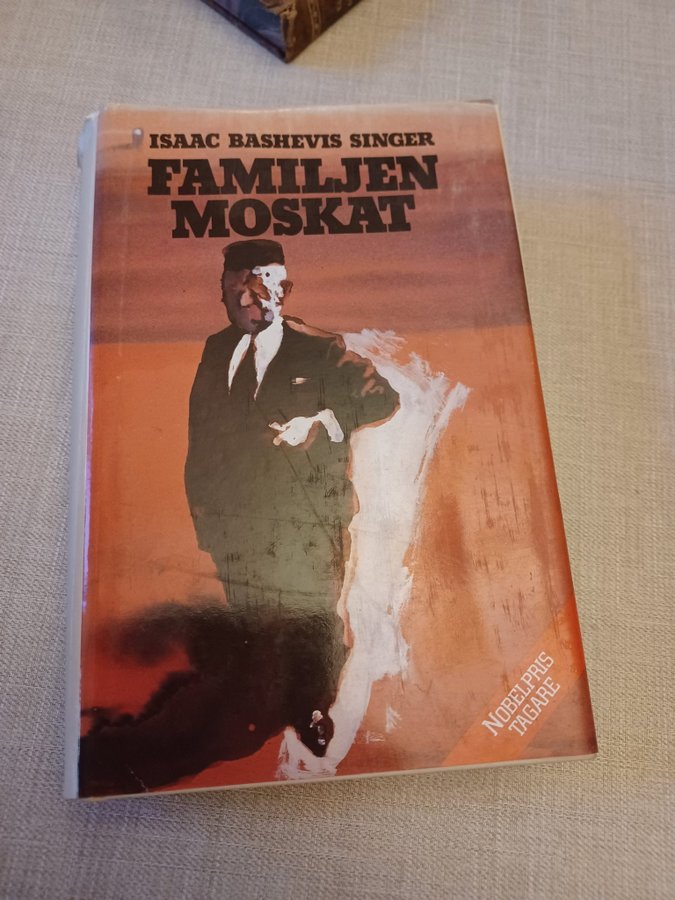 ISAAC BASHEVIS SINGER
FAMILJEN
MOSKAT
NOBELPRIS
TAGARE